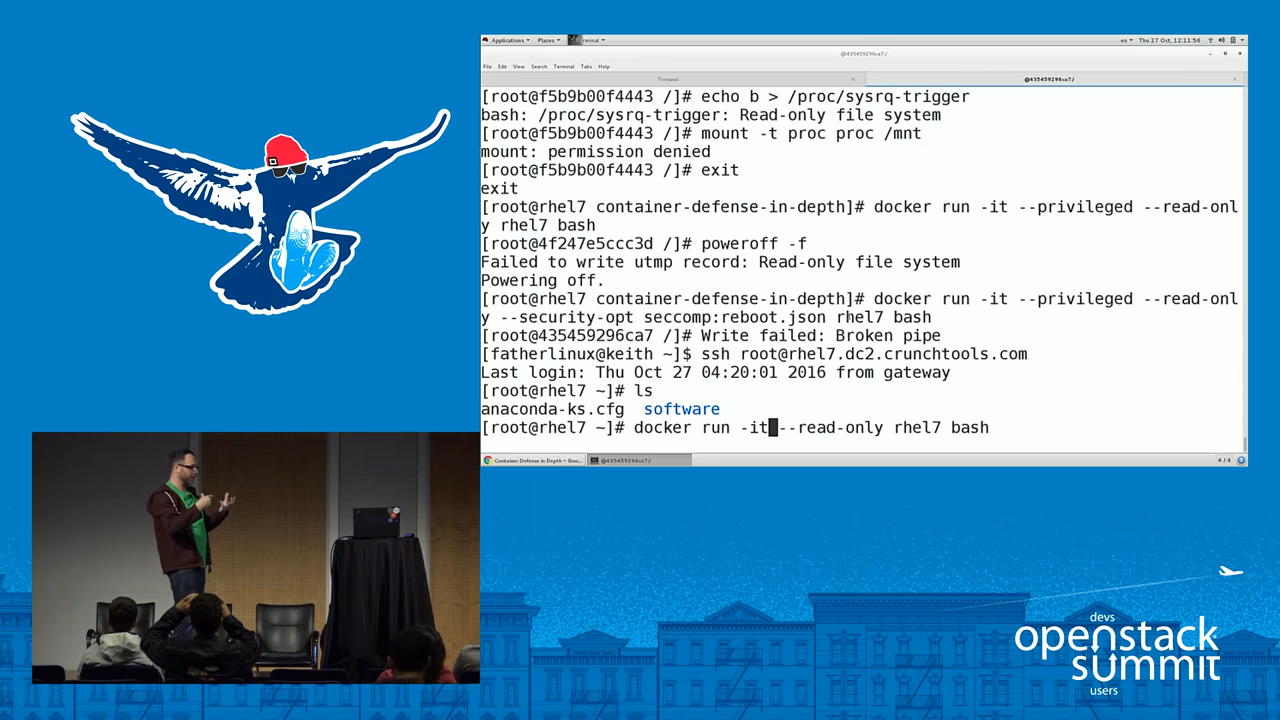 Applications Places Terminal en Thu 27 Oct, 12:11:56
@435459296ca7:/
File Edit View Search Terminal Tabs Help
Terminal @435459296ca7:/
[root@f5b9b00f4443 /]# echo b > /proc/sysrq-trigger
bash: /proc/sysrq-trigger: Read-only file system
[root@f5b9b00f4443 /]# mount -t proc proc /mnt
mount: permission denied
[root@f5b9b00f4443 /]# exit
exit
[root@rhel7 container-defense-in-depth]# docker run -it --privileged --read-onl
y rhel7 bash
[root@4f247e5ccc3d /]# poweroff -f
Failed to write utmp record: Read-only file system
Powering off.
[root@rhel7 container-defense-in-depth]# docker run -it --privileged --read-onl
y --security-opt seccomp:reboot.json rhel7 bash
[root@435459296ca7 /]# Write failed: Broken pipe
[fatherlinux@keith ~]$ ssh root@rhel7.dc2.crunchtools.com
Last login: Thu Oct 27 04:20:01 2016 from gateway
[root@rhel7 ~]# ls
anaconda-ks.cfg software
[root@rhel7 ~]# docker run -it --read-only rhel7 bash
Container Defense in Depth - Goo... @435459296ca7:/ 4 / 4
devs
openstack
summit
users